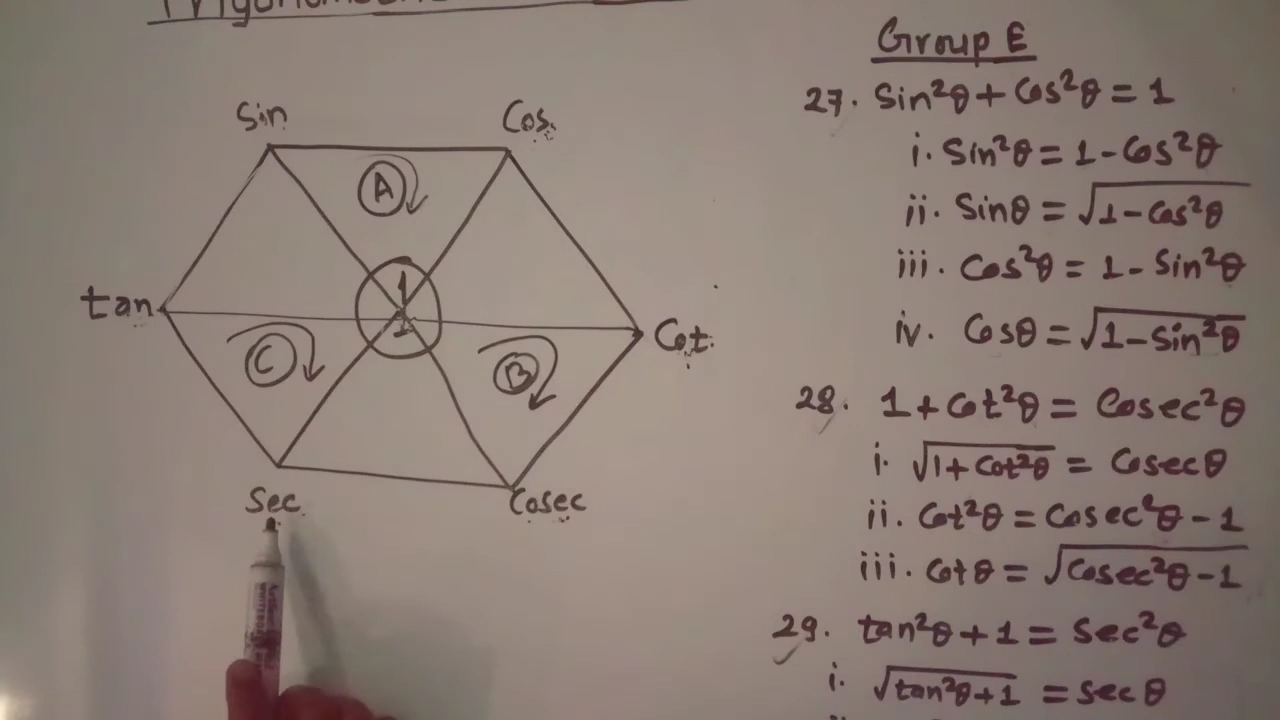 Sin
Cos.
A
1
tan
Cot.
C
B
Sec
Cosec
Group E
27. Sin²θ + Cos²θ = 1
i. Sin²θ = 1 - Cos²θ
ii. Sinθ = √1 - Cos²θ
iii. Cos²θ = 1 - Sin²θ
iv. Cosθ = √1 - Sin²θ
28. 1 + Cot²θ = Cosec²θ
i. √1 + Cot²θ = Cosecθ
ii. Cot²θ = Cosec²θ - 1
iii. Cotθ = √Cosec²θ - 1
29. tan²θ + 1 = Sec²θ
i. √tan²θ + 1 = secθ